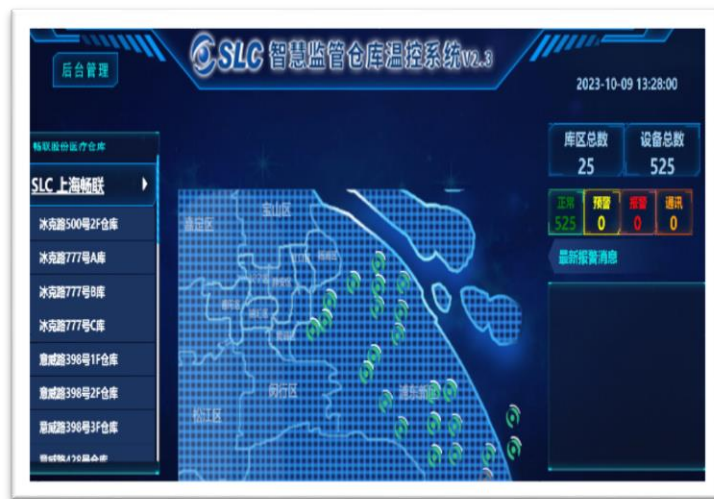 SLC 智慧监管仓库温控系统V2.3
后台管理
2023-10-09 13:28:00
畅联股份医疗仓库
SLC 上海畅联
冰克路500号2F仓库
冰克路777号A库
冰克路777号B库
冰克路777号C库
意威路398号1F仓库
意威路398号2F仓库
意威路398号3F仓库
嘉定区
宝山区
闵行区
松江区
库区总数
25
设备总数
525
正常
525
预警
0
报警
0
通讯
0
最新报警消息